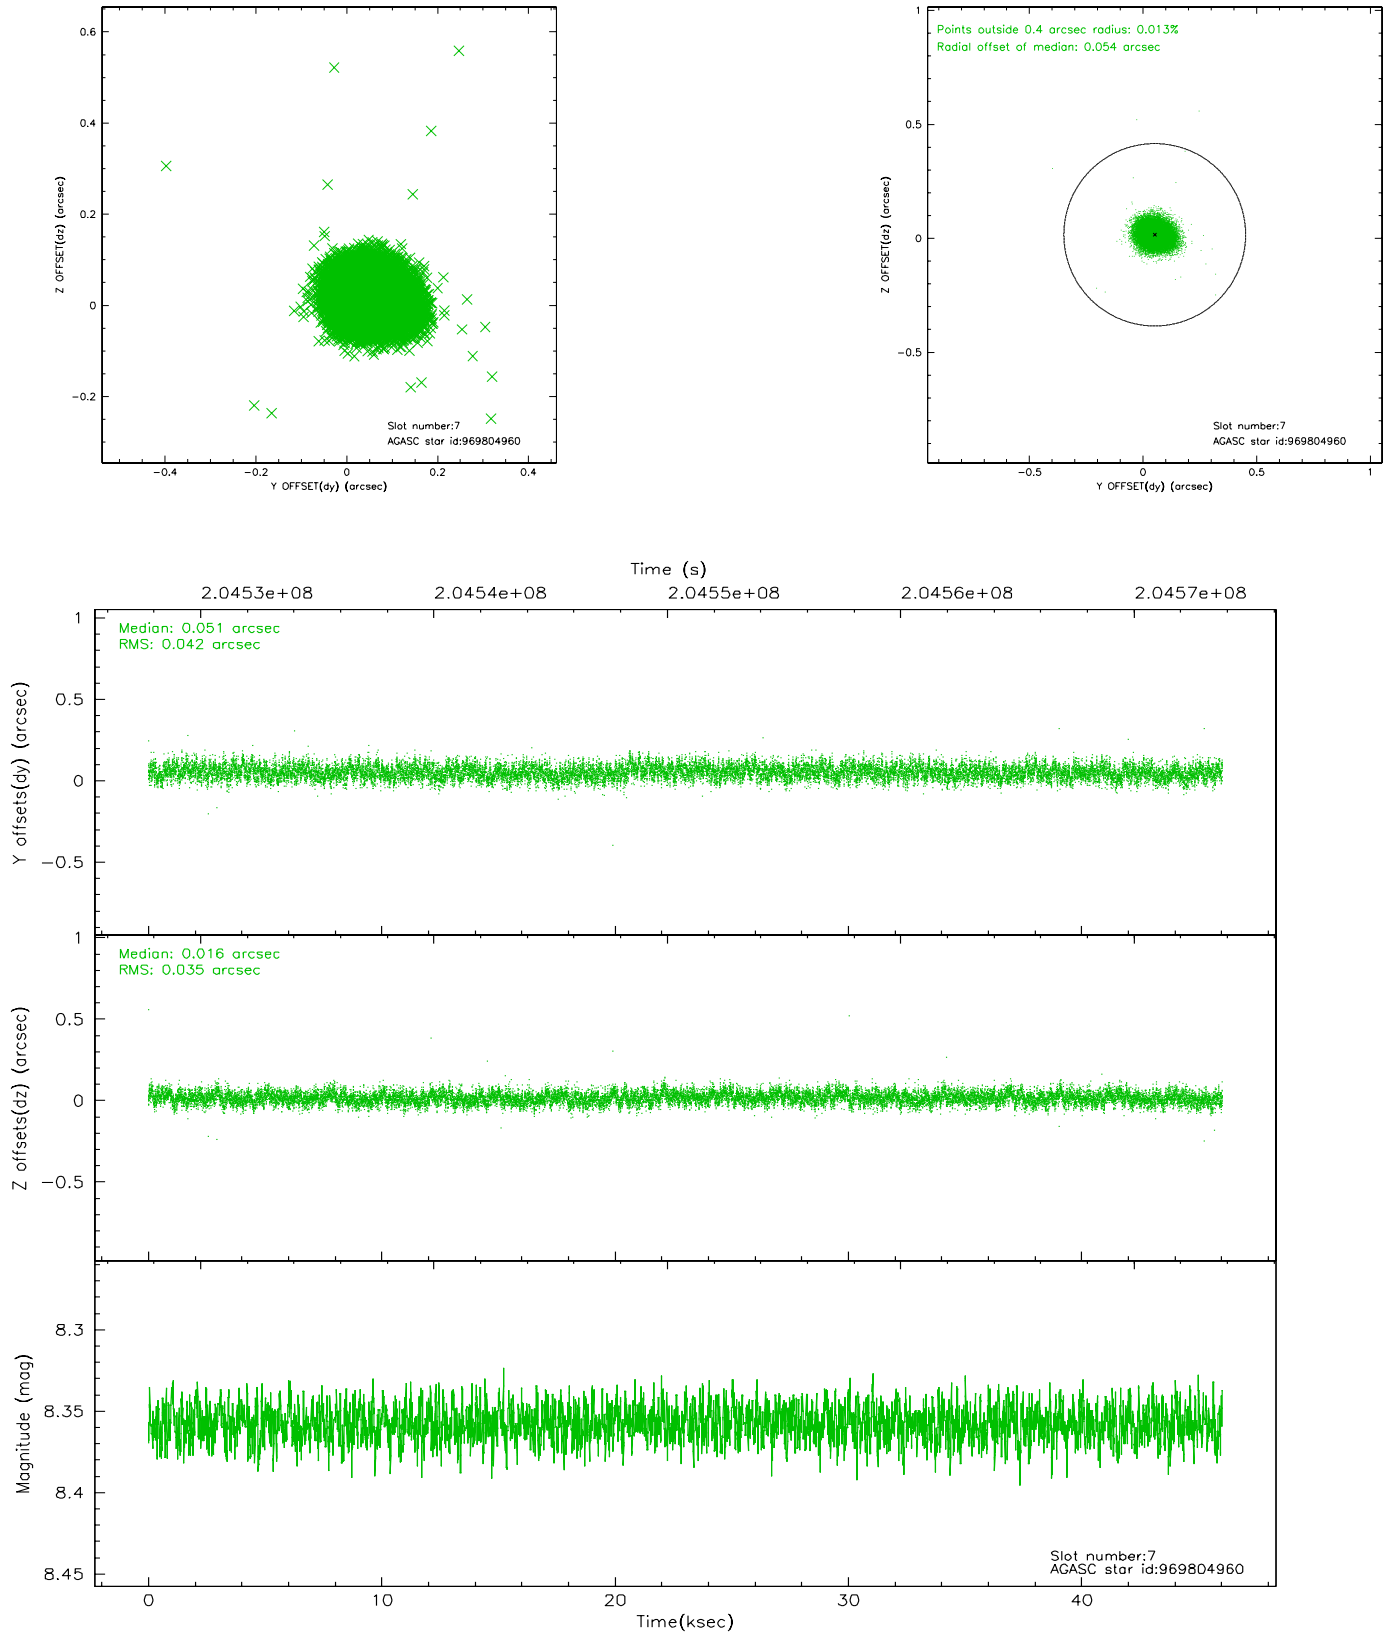 0.6
0.4
0.2
0
−0.2
Z OFFSET(dz) (arcsec)
Slot number:7
AGASC star id:969804960
−0.4
−0.2
0
0.2
0.4
Y OFFSET(dy) (arcsec)
Points outside 0.4 arcsec radius: 0.013%
Radial offset of median: 0.054 arcsec
1
0.5
0
−0.5
Z OFFSET(dz) (arcsec)
Slot number:7
AGASC star id:969804960
−0.5
0
0.5
1
Y OFFSET(dy) (arcsec)
Time (s)
2.0453e+08
2.0454e+08
2.0455e+08
2.0456e+08
2.0457e+08
Median: 0.051 arcsec
RMS: 0.042 arcsec
1
0.5
0
−0.5
Y offsets(dy) (arcsec)
Median: 0.016 arcsec
RMS: 0.035 arcsec
1
0.5
0
−0.5
Z offsets(dz) (arcsec)
8.3
8.35
8.4
8.45
Magnitude (mag)
Slot number:7
AGASC star id:969804960
0
10
20
30
40
Time(ksec)